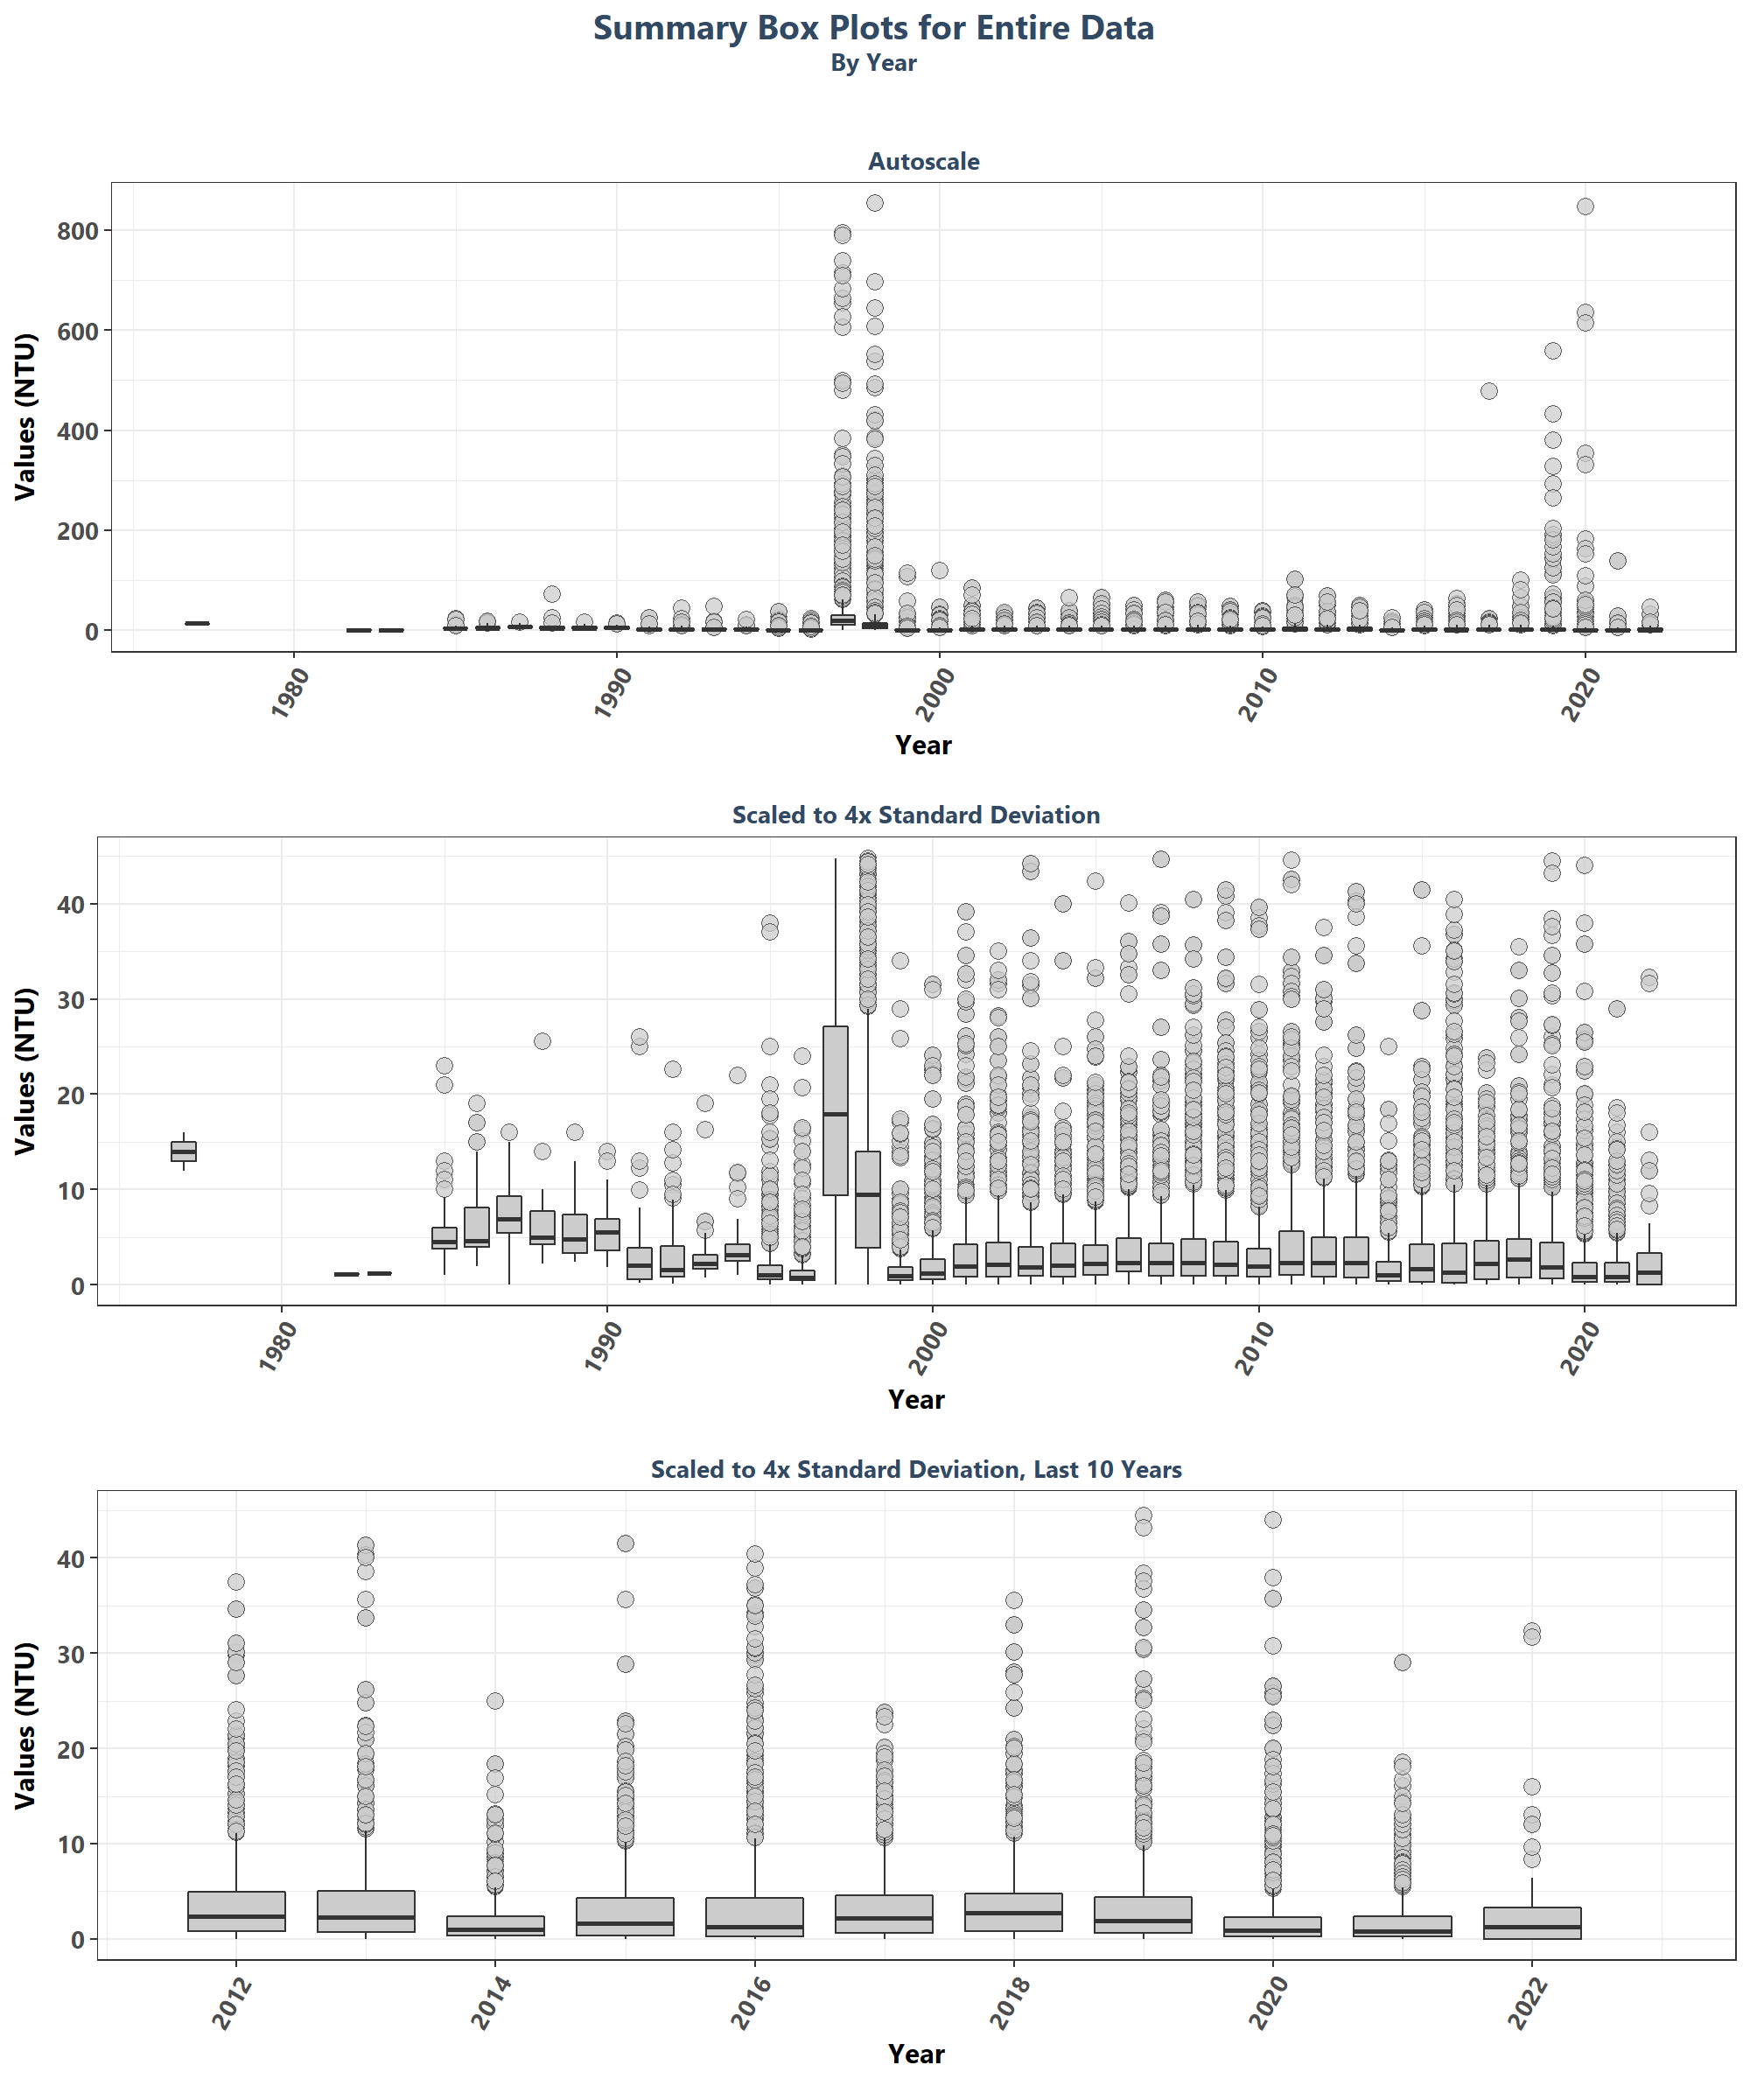 Summary Box Plots for Entire Data
By Year
Autoscale
Values (NTU)
800
600
400
200
0
1980 1990 2000 2010 2020
Year
Scaled to 4x Standard Deviation
Values (NTU)
40
30
20
10
0
1980 1990 2000 2010 2020
Year
Scaled to 4x Standard Deviation, Last 10 Years
Values (NTU)
40
30
20
10
0
2012 2014 2016 2018 2020 2022
Year